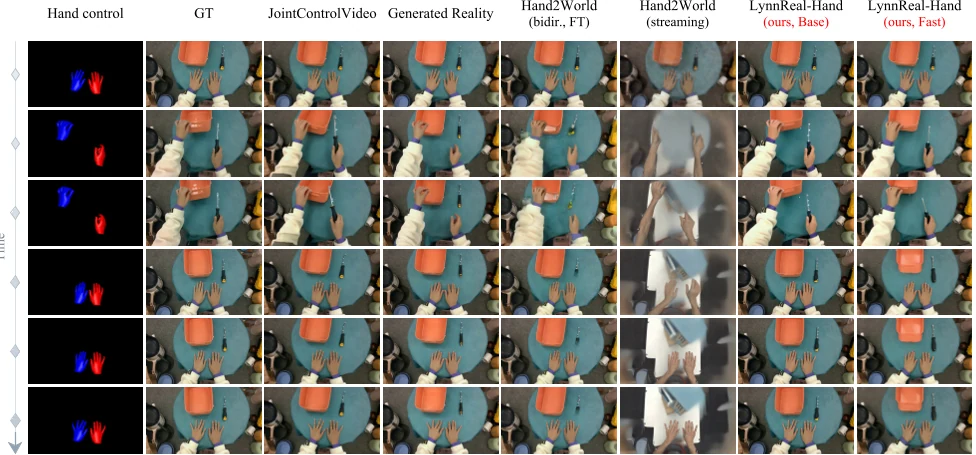 Hand control
GT
JointControlVideo
Generated Reality
Hand2World
(bidir., FT)
Hand2World
(streaming)
LynnReal-Hand
(ours, Base)
LynnReal-Hand
(ours, Fast)
Time